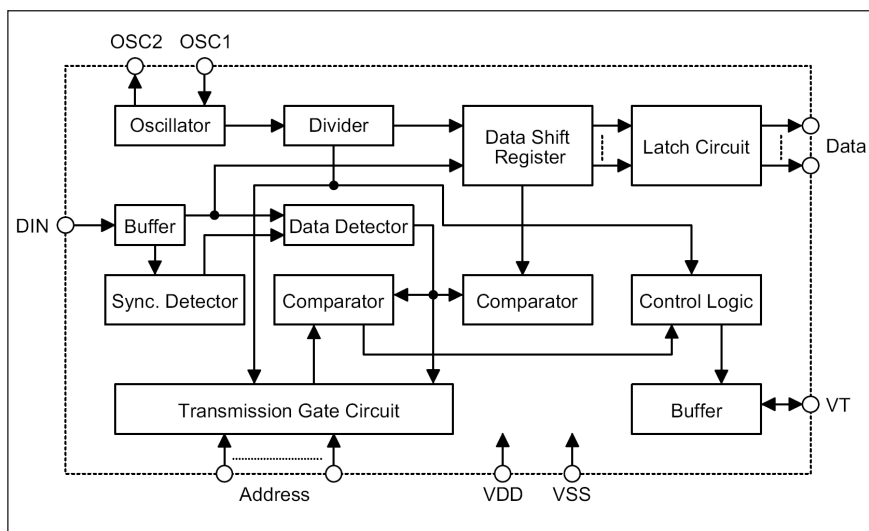 OSC2 OSC1
Oscillator
Divider
Data Shift
Register
Latch Circuit
Data
DIN
Buffer
Data Detector
Sync. Detector
Comparator
Comparator
Control Logic
Transmission Gate Circuit
Buffer
VT
Address
VDD
VSS